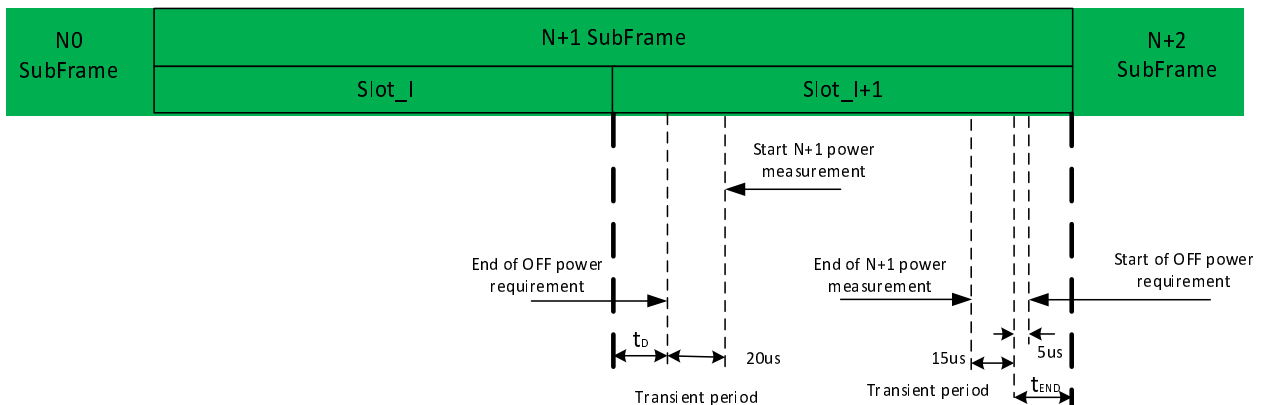 N0
SubFrame
N+1 SubFrame
N+2
SubFrame
Slot_I
Slot_I+1
Start N+1 power
measurement
End of OFF power
requirement
End of N+1 power
measurement
Start of OFF power
requirement
tD
20us
15us
5us
Transient period
Transient period
tEND